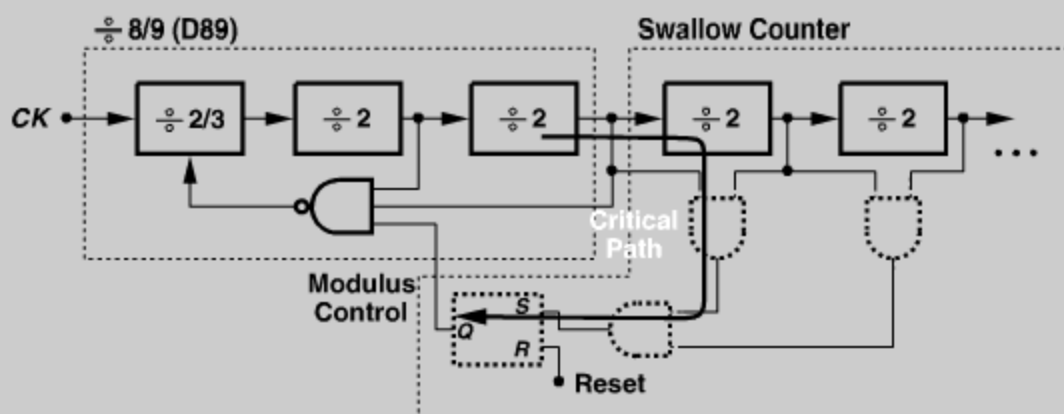 ÷ 8/9 (D89)
Swallow Counter
CK
÷ 2/3
÷ 2
÷ 2
÷ 2
÷ 2
...
Critical
Path
Modulus
Control
S
Q
R
Reset